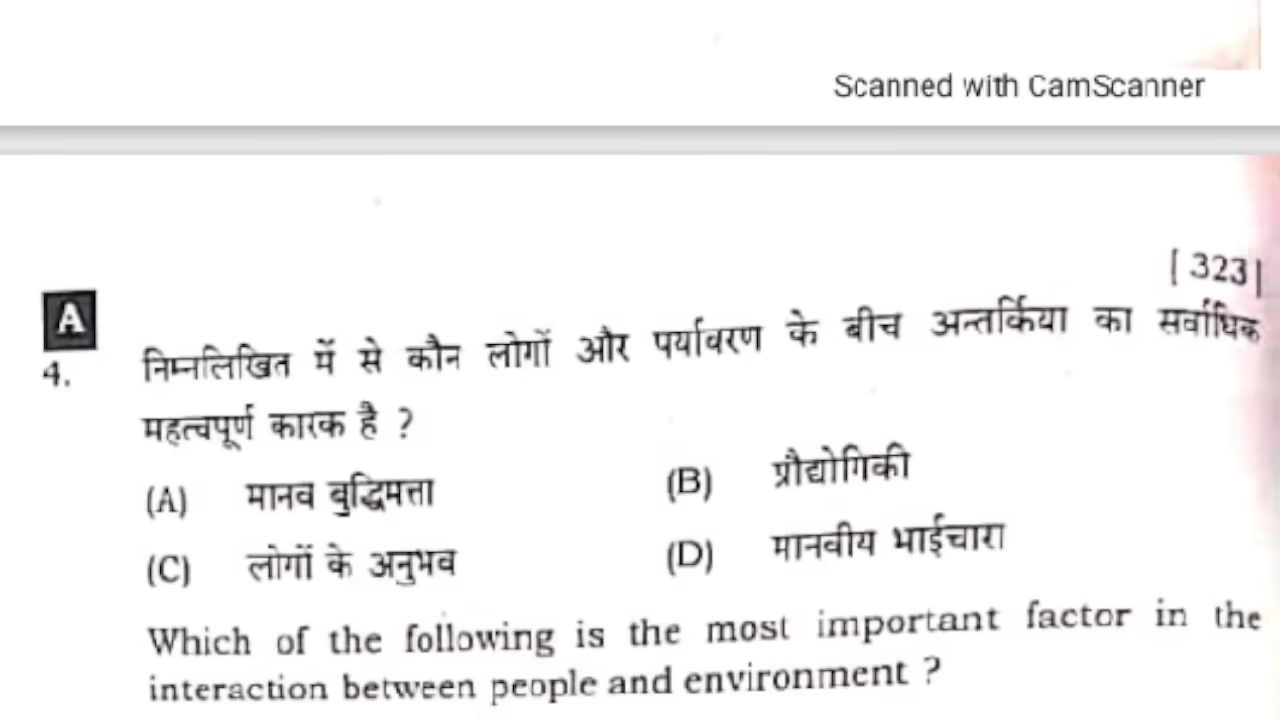 Scanned with CamScanner
[ 323 ]
A
4. निम्नलिखित में से कौन लोगों और पर्यावरण के बीच अन्तर्किया का सर्वाधिक
महत्वपूर्ण कारक है ?
(A) मानव बुद्धिमत्ता (B) प्रौद्योगिकी
(C) लोगों के अनुभव (D) मानवीय भाईचारा
Which of the following is the most important factor in the
interaction between people and environment ?